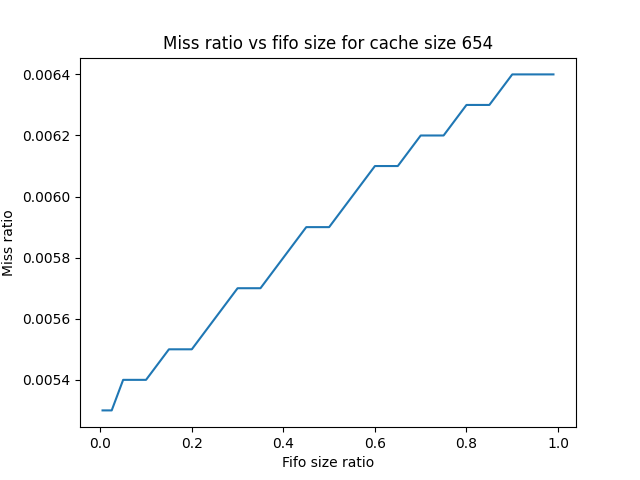 Miss ratio vs fifo size for cache size 654
0.0064
0.0062
0.0060
0.0058
0.0056
0.0054
Miss ratio
0.0 0.2 0.4 0.6 0.8 1.0
Fifo size ratio